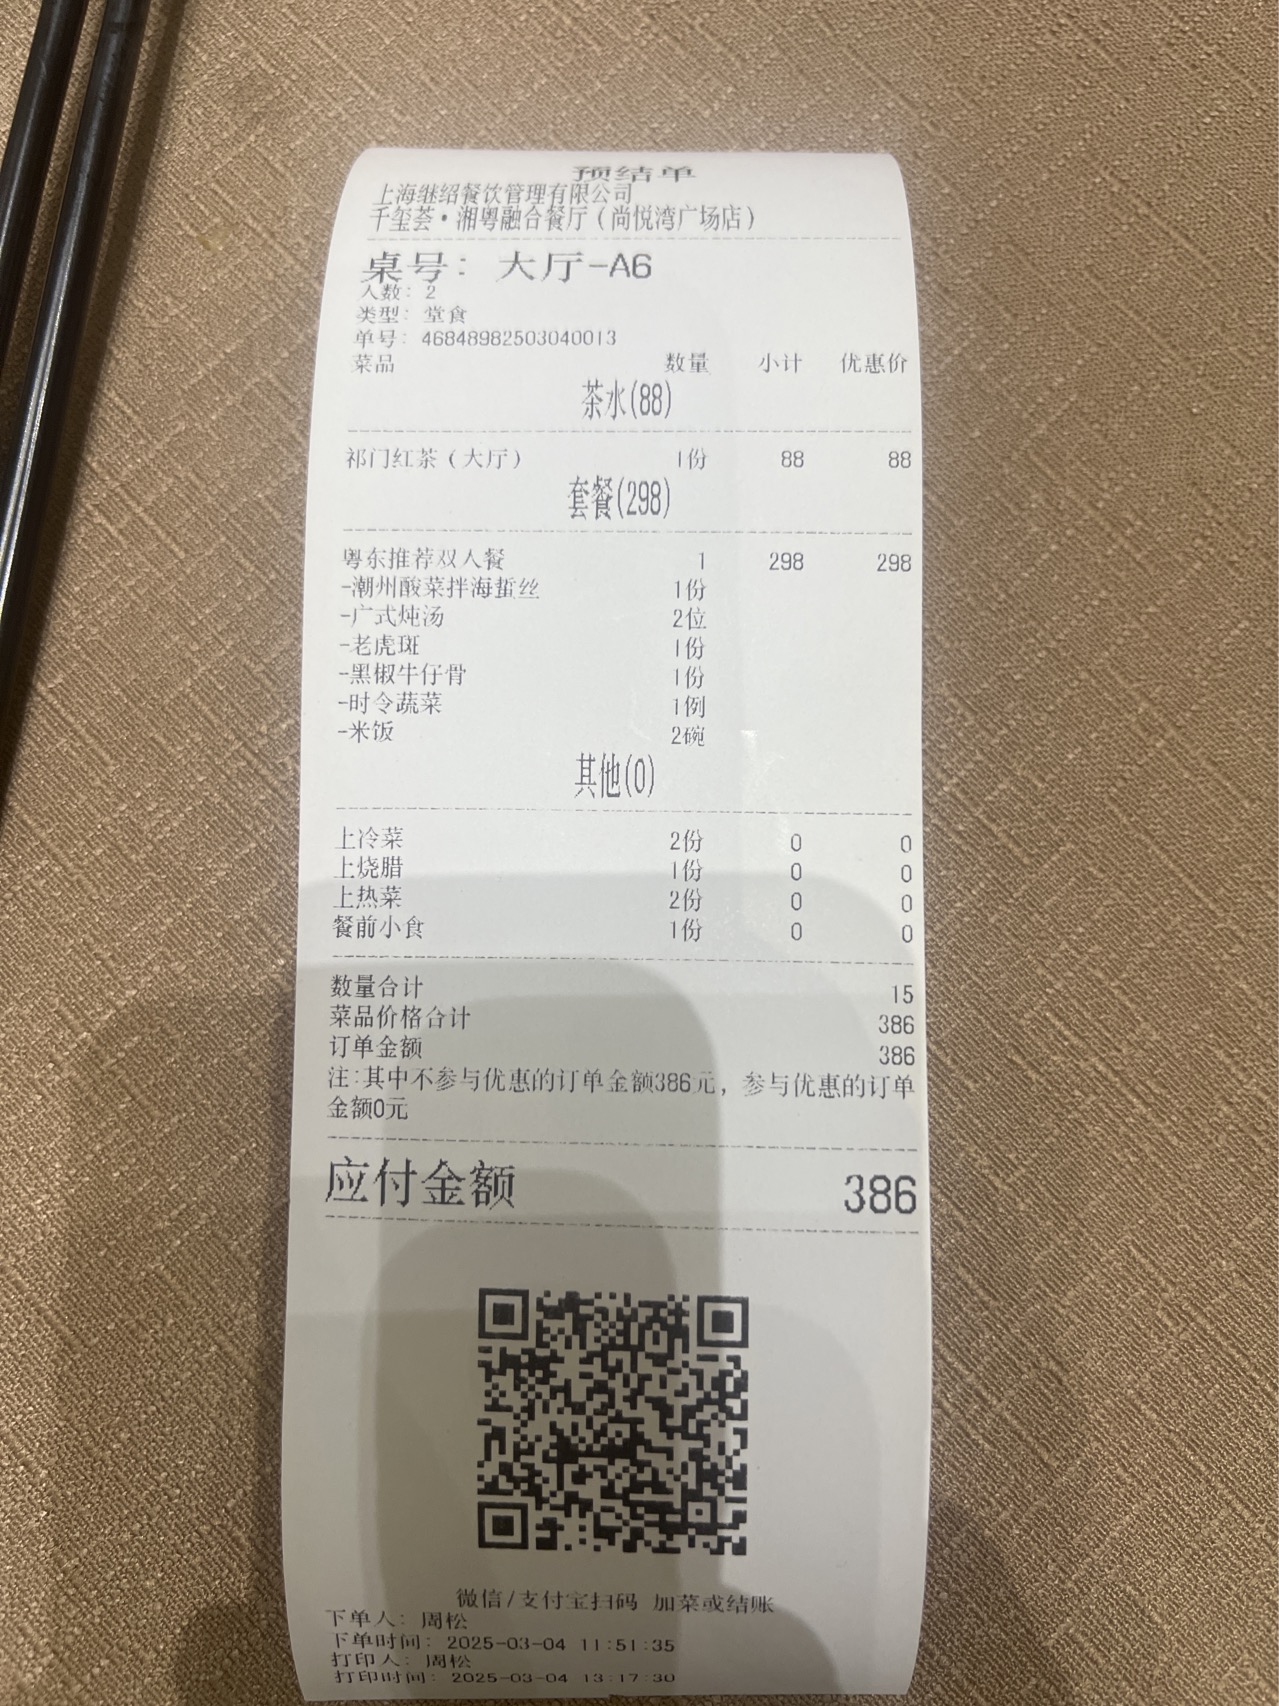 预结单
上海继绍餐饮管理有限公司
千玺荟·湘粤融合餐厅(尚悦湾广场店)
桌号: 大厅-A6
人数: 2
类型: 堂食
单号: 46848982503040013
菜品 数量 小计 优惠价
茶水(88)
祁门红茶(大厅) 1份 88 88
套餐(298)
粤东推荐双人餐 1 298 298
-潮州酸菜拌海蜇丝 1份
-广式炖汤 2位
-老虎斑 1份
-黑椒牛仔骨 1份
-时令蔬菜 1例
-米饭 2碗
其他(0)
上冷菜 2份 0 0
上烧腊 1份 0 0
上热菜 2份 0 0
餐前小食 1份 0 0
数量合计 15
菜品价格合计 386
订单金额 386
注:其中不参与优惠的订单金额386元, 参与优惠的订单
金额0元
应付金额 386
微信/支付宝扫码 加菜或结账
下单人: 周松
下单时间: 2025-03-04 11:51:35
打印人: 周松
打印时间: 2025-03-04 13:17:30